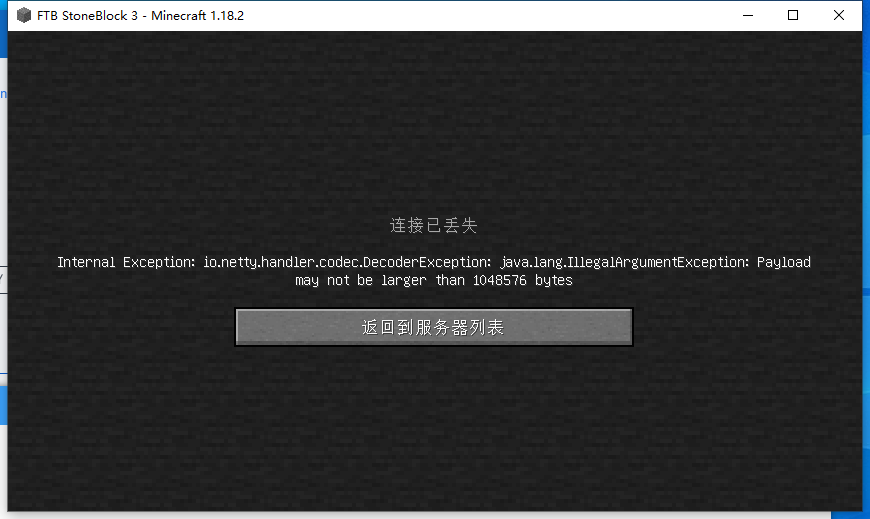 FTB StoneBlock 3 - Minecraft 1.18.2
连接已丢失
Internal Exception: io.netty.handler.codec.DecoderException: java.lang.IllegalArgumentException: Payload
may not be larger than 1048576 bytes
返回到服务器列表